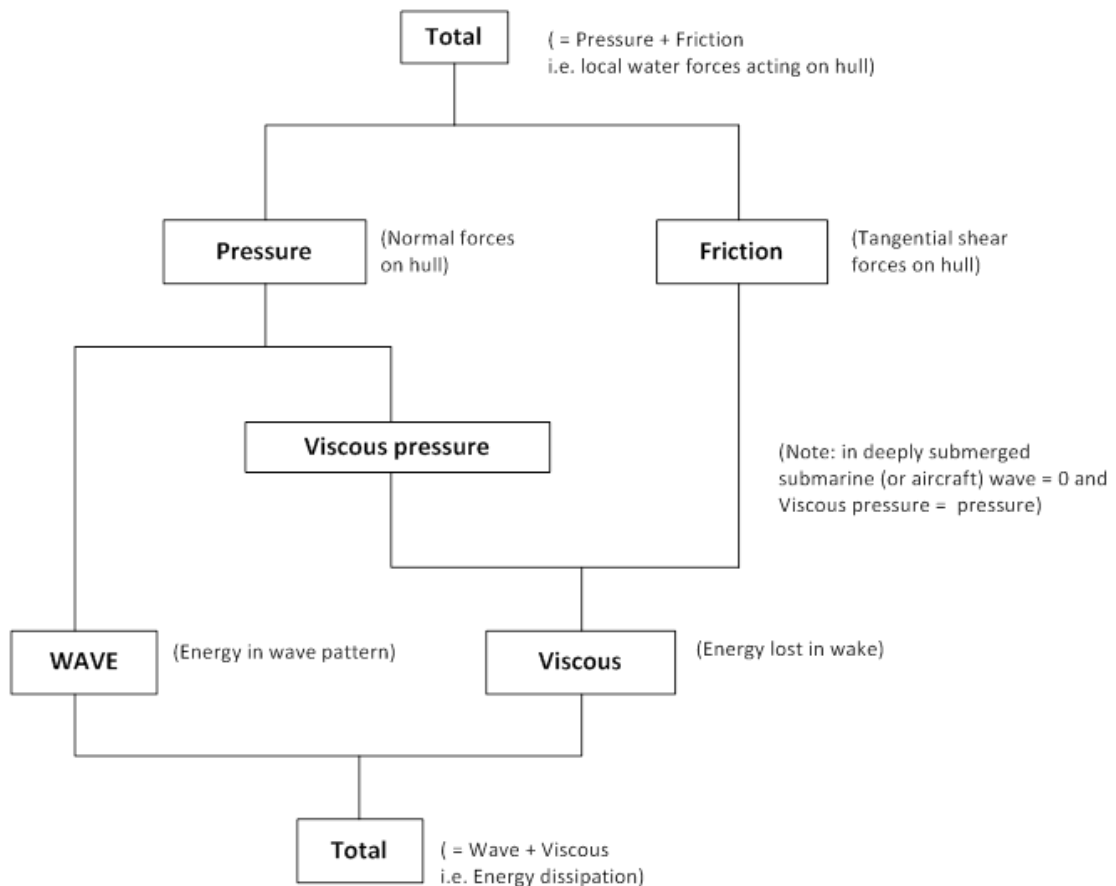 Total
( = Pressure + Friction
i.e. local water forces acting on hull)
Pressure
(Normal forces
on hull)
Friction
(Tangential shear
forces on hull)
Viscous pressure
(Note: in deeply submerged
submarine (or aircraft) wave = 0 and
Viscous pressure = pressure)
WAVE
(Energy in wave pattern)
Viscous
(Energy lost in wake)
Total
( = Wave + Viscous
i.e. Energy dissipation)